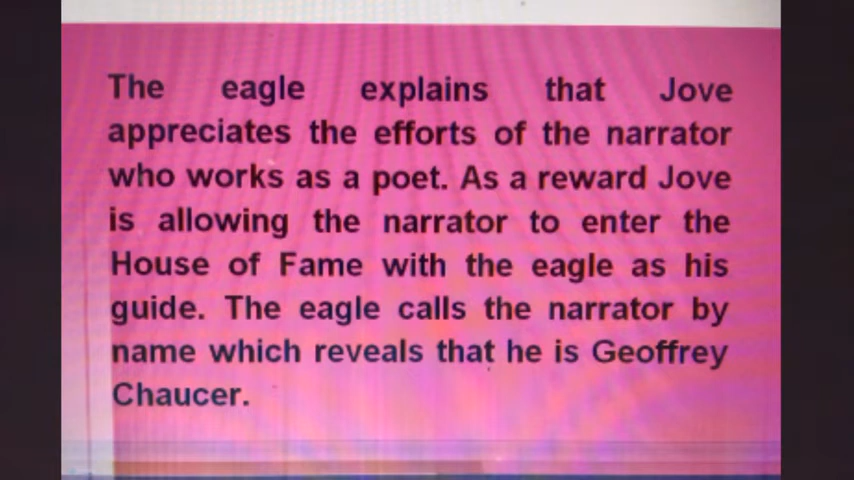 The eagle explains that Jove
appreciates the efforts of the narrator
who works as a poet. As a reward Jove
is allowing the narrator to enter the
House of Fame with the eagle as his
guide. The eagle calls the narrator by
name which reveals that he is Geoffrey
Chaucer.